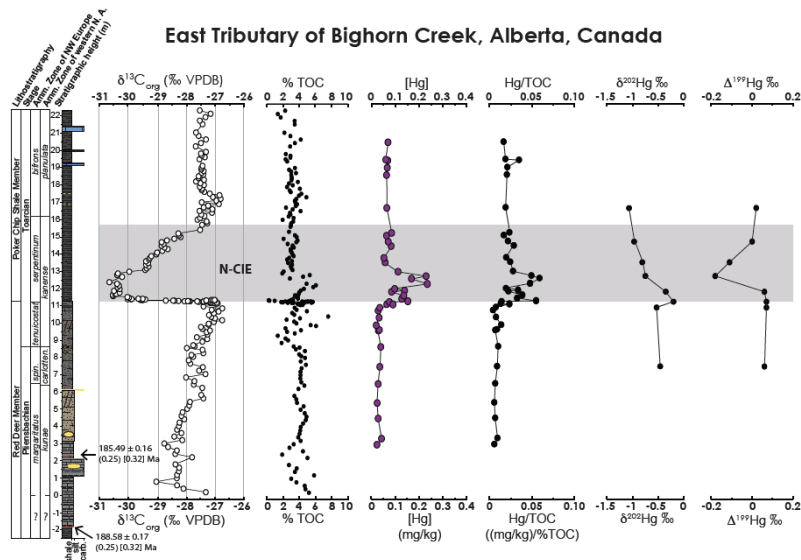 East Tributary of Bighorn Creek, Alberta, Canada
Lithostratigraphy
Stage
Amm. Zone of NW Europe
Amm. Zone of western N. A.
Stratigraphic height (m)
δ13Corg (‰ VPDB)
% TOC
[Hg]
Hg/TOC
δ202Hg ‰
Δ199Hg ‰
-31 -30 -29 -28 -27 -26 -25
0 2 4 6 8 10
0 0.1 0.2 0.3 0.4
0 0.05 0.10
-1.5 -1 -0.5 0
-0.2 0 0.2
Poker Chip Shale Member
Red Deer Member
Toarcian
Pliensbachian
bifrons
serpentinum
tenuicostat
spin.
margaritatus
?
planulata
kanense
carlotten.
kunae
?
22
21
20
19
18
17
16
15
14
13
12
11
10
9
8
7
6
5
4
3
2
1
0
-1
-2
N-CIE
185.49 ± 0.16
(0.25) [0.32] Ma
188.58 ± 0.17
(0.25) [0.32] Ma
shale
silt
carb.
-31 -30 -29 -28 -27 -26 -25
0 2 4 6 8 10
0 0.1 0.2 0.3 0.4
0 0.05 0.10
-1.5 -1 -0.5 0
-0.2 0 0.2
δ13Corg (‰ VPDB)
% TOC
[Hg]
(mg/kg)
Hg/TOC
((mg/kg)/%TOC)
δ202Hg ‰
Δ199Hg ‰